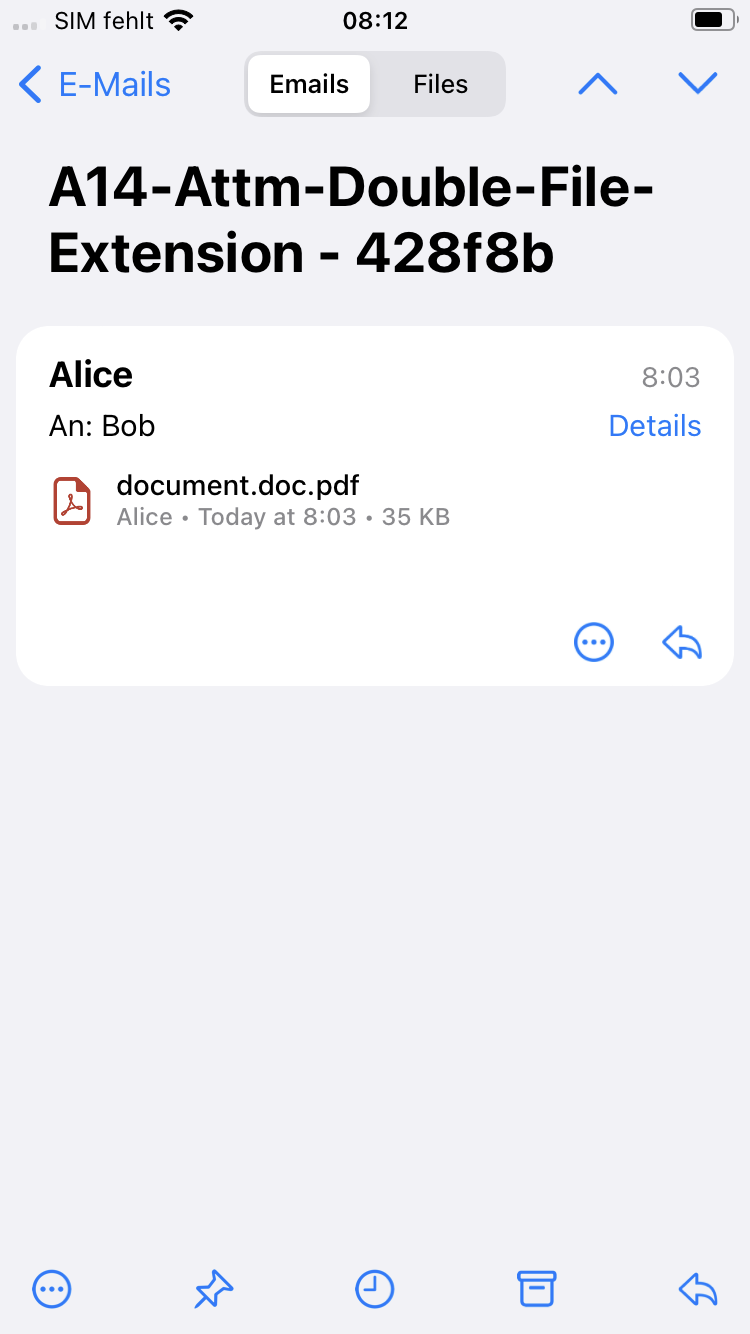 SIM fehlt 08:12
E-Mails Emails Files
A14-Attm-Double-File-
Extension - 428f8b
Alice 8:03
An: Bob Details
document.doc.pdf
Alice • Today at 8:03 • 35 KB